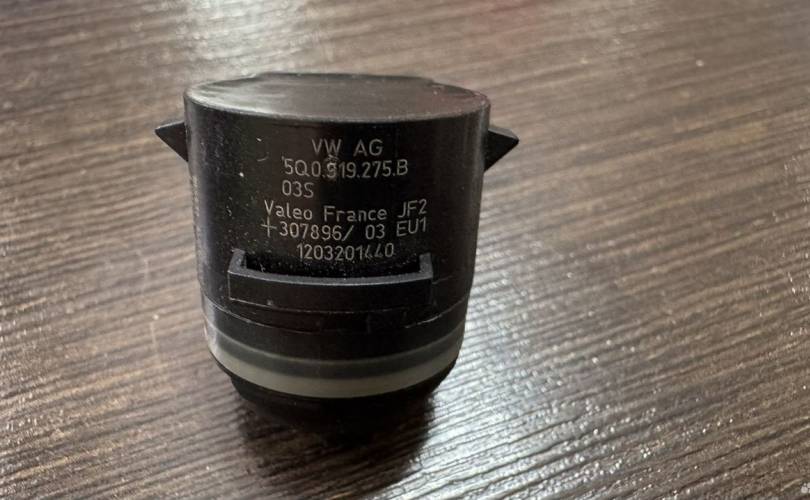 VW AG
5Q0.919.275.B
03S
Valeo France JF2
+307896/ 03 EU1
1203201440